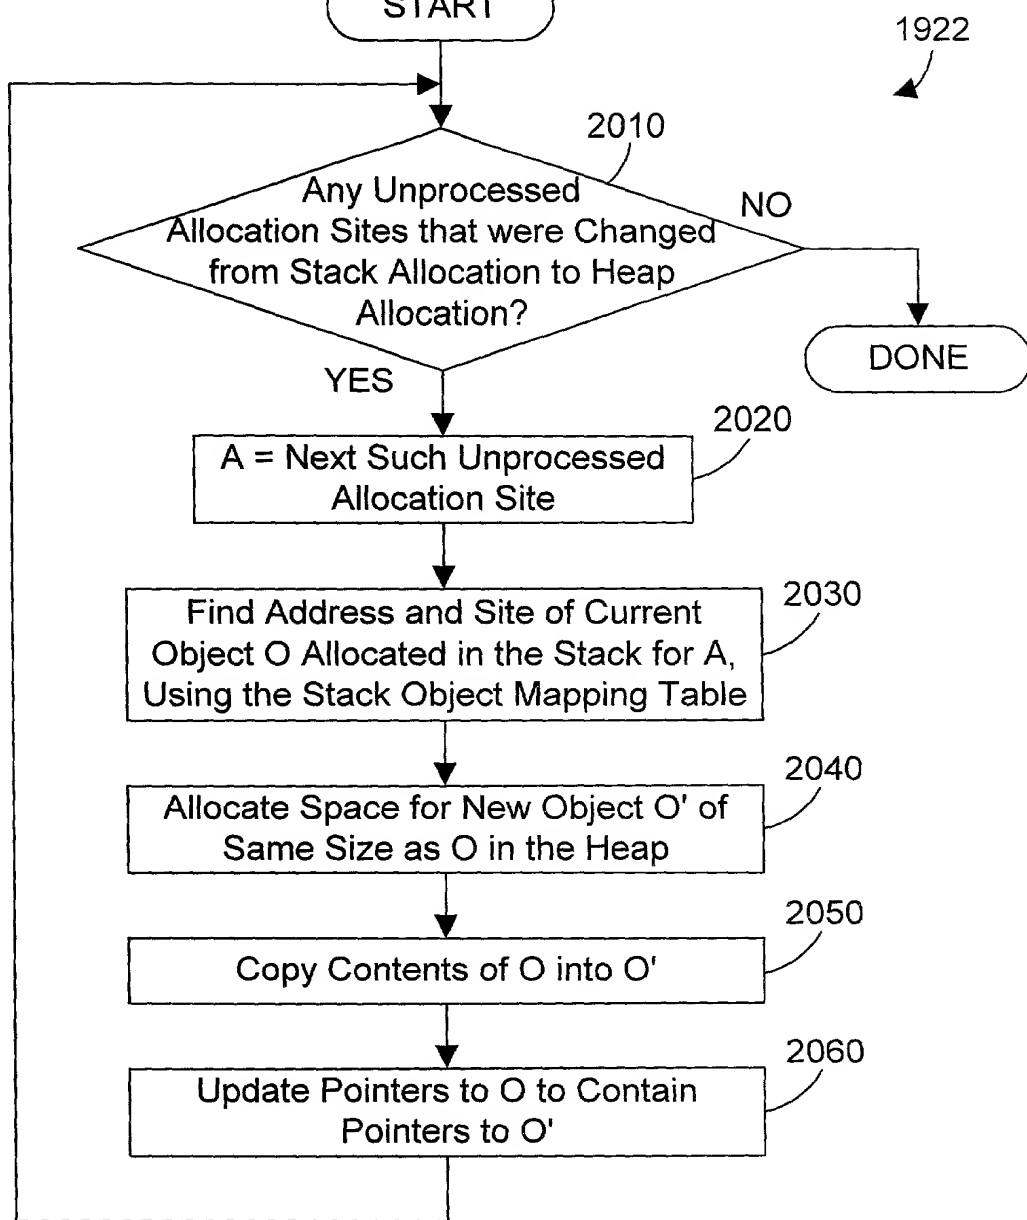 START
1922
2010
Any Unprocessed
Allocation Sites that were Changed
from Stack Allocation to Heap
Allocation?
NO
DONE
YES
2020
A = Next Such Unprocessed
Allocation Site
2030
Find Address and Site of Current
Object O Allocated in the Stack for A,
Using the Stack Object Mapping Table
2040
Allocate Space for New Object O' of
Same Size as O in the Heap
2050
Copy Contents of O into O'
2060
Update Pointers to O to Contain
Pointers to O'